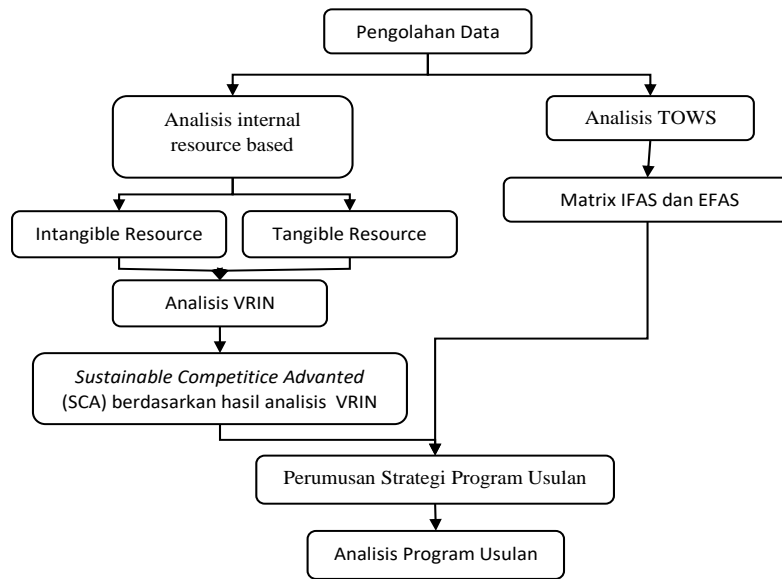 Pengolahan Data
Analisis internal
resource based
Analisis TOWS
Matrix IFAS dan EFAS
Intangible Resource
Tangible Resource
Analisis VRIN
Sustainable Competitice Advanted
(SCA) berdasarkan hasil analisis VRIN
Perumusan Strategi Program Usulan
Analisis Program Usulan